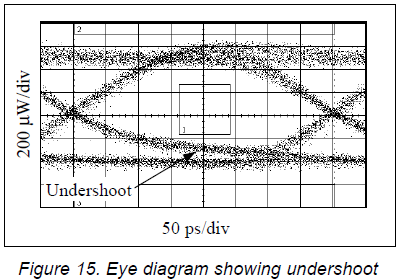 2
200 µW/div
1
Undershoot
50 ps/div
Figure 15. Eye diagram showing undershoot